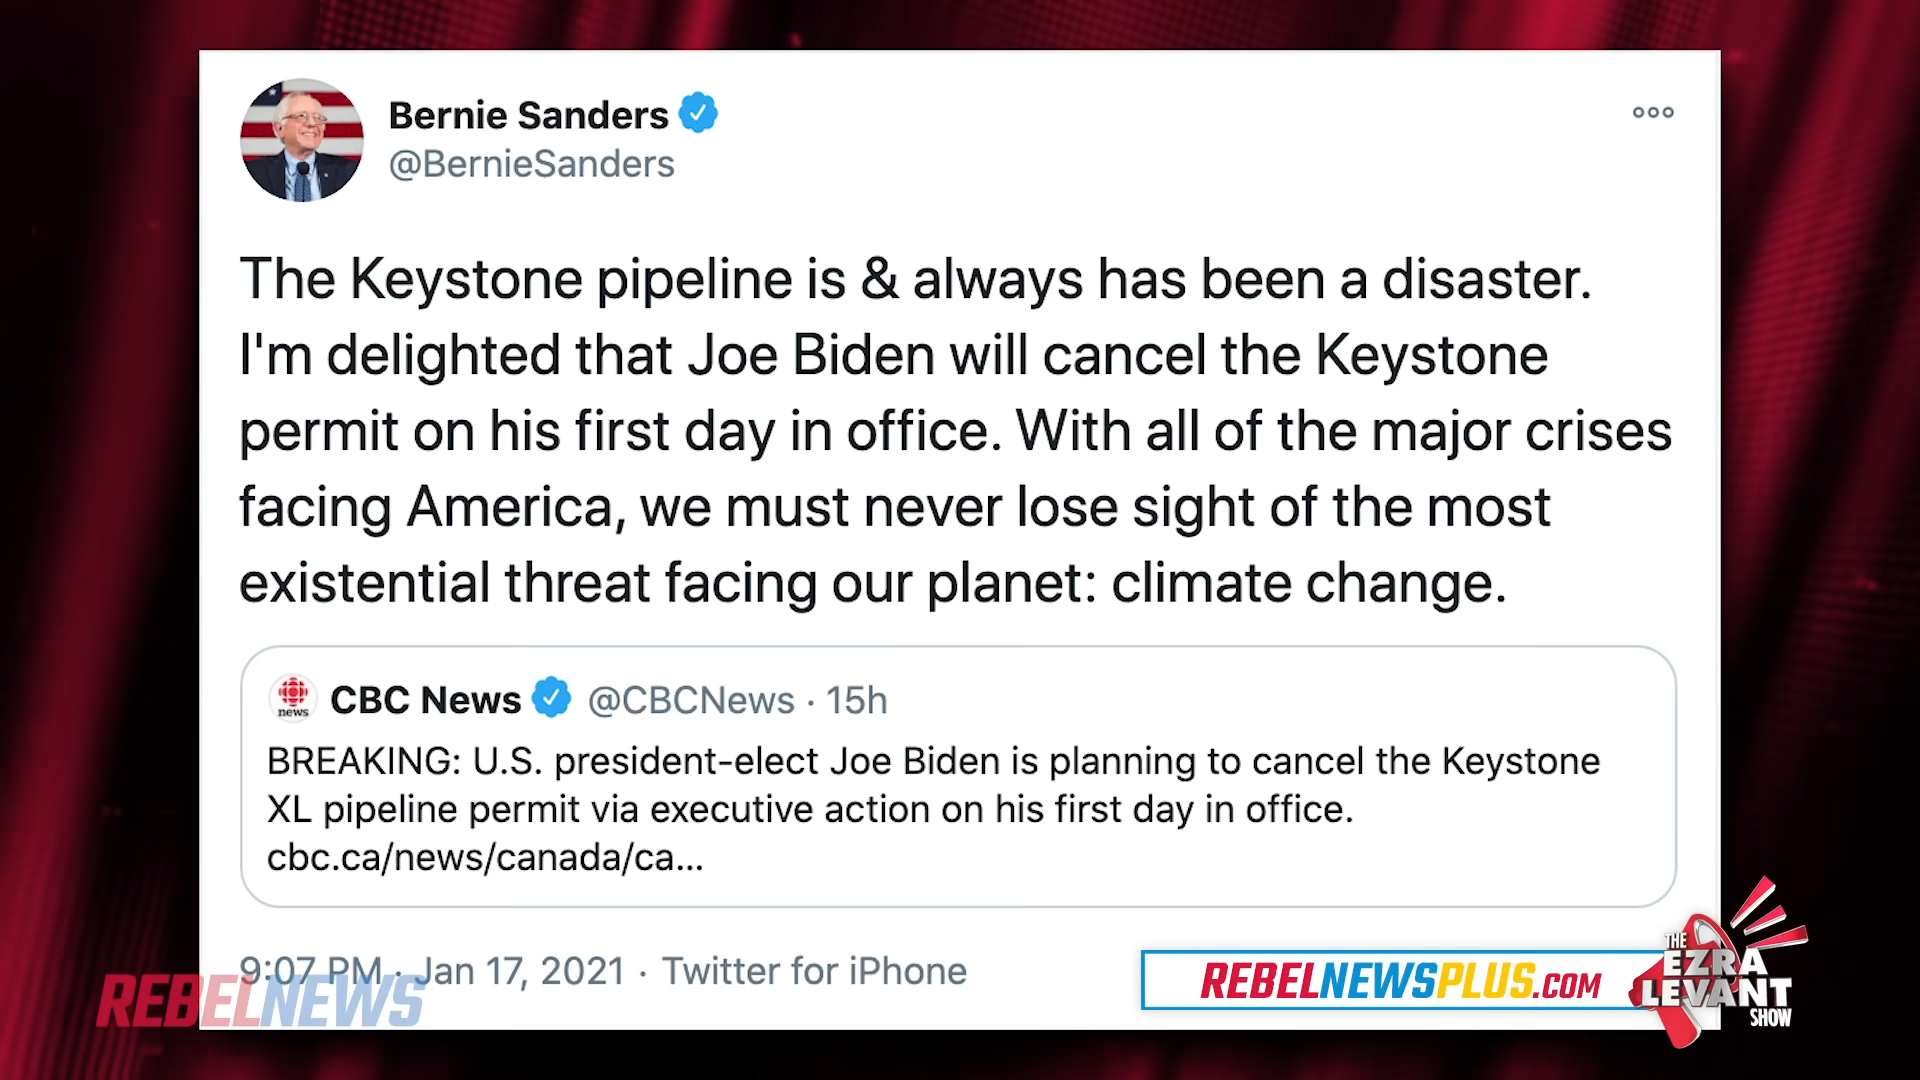 Bernie Sanders
@BernieSanders
The Keystone pipeline is & always has been a disaster.
I'm delighted that Joe Biden will cancel the Keystone
permit on his first day in office. With all of the major crises
facing America, we must never lose sight of the most
existential threat facing our planet: climate change.
news
CBC News @CBCNews · 15h
BREAKING: U.S. president-elect Joe Biden is planning to cancel the Keystone
XL pipeline permit via executive action on his first day in office.
cbc.ca/news/canada/ca...
9:07 PM · Jan 17, 2021 · Twitter for iPhone
REBELNEWS
REBELNEWSPLUS.COM
THE
EZRA
LEVANT
SHOW